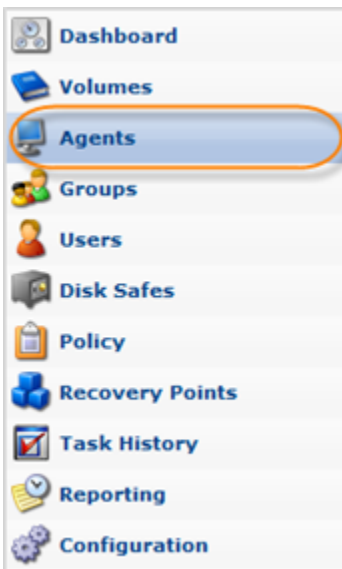 Dashboard
Volumes
Agents
Groups
Users
Disk Safes
Policy
Recovery Points
Task History
Reporting
Configuration